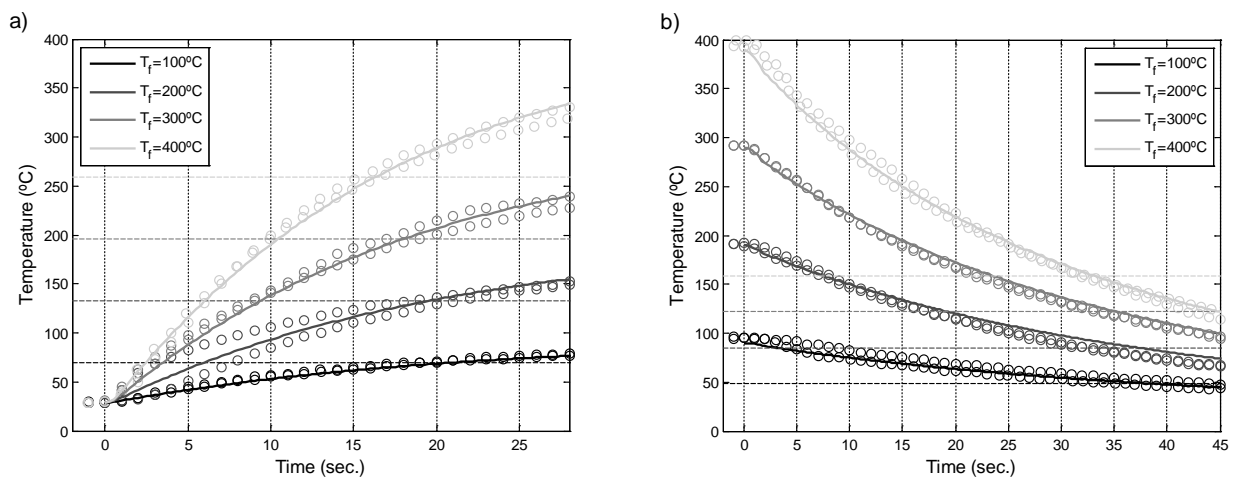 a)
400
350
300
250
200
150
100
50
0
Temperature (ºC)
T_f=100ºC
T_f=200ºC
T_f=300ºC
T_f=400ºC
0 5 10 15 20 25
Time (sec.)
b)
400
350
300
250
200
150
100
50
0
Temperature (ºC)
T_f=100ºC
T_f=200ºC
T_f=300ºC
T_f=400ºC
0 5 10 15 20 25 30 35 40 45
Time (sec.)